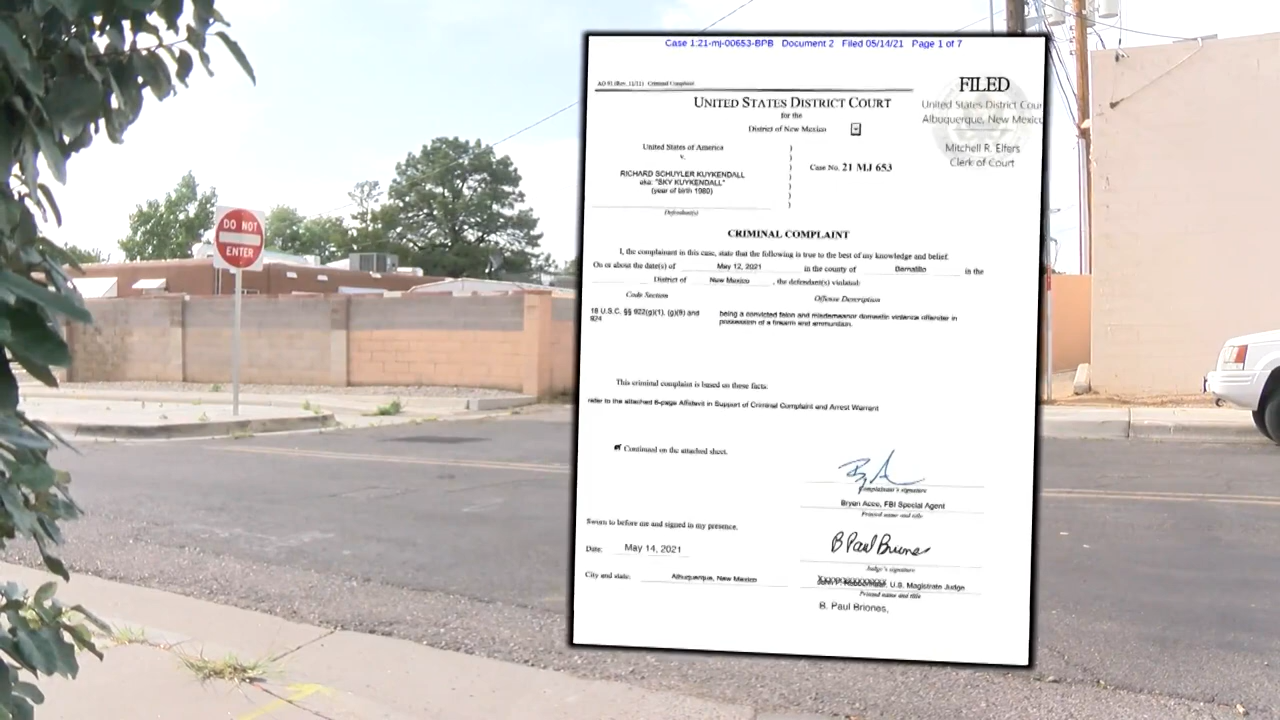 Case 1:21-mj-00653-BPB Document 2 Filed 05/14/21 Page 1 of 7
AO 91 (Rev. 11/11) Criminal Complaint
FILED
United States District Cour
Albuquerque, New Mexico
Mitchell R. Elfers
Clerk of Court
UNITED STATES DISTRICT COURT
for the
District of New Mexico
United States of America
v.
RICHARD SCHUYLER KUYKENDALL
aka: "SKY KUYKENDALL"
(year of birth 1980)
Defendant(s)
)
)
)
)
)
)
Case No. 21 MJ 653
CRIMINAL COMPLAINT
I, the complainant in this case, state that the following is true to the best of my knowledge and belief.
On or about the date(s) of May 12, 2021 in the county of Bernalillo in the
District of New Mexico , the defendant(s) violated:
Code Section Offense Description
18 U.S.C. §§ 922(g)(1), (g)(9) and
924
being a convicted felon and misdemeanor domestic violence offender in
possession of a firearm and ammunition.
This criminal complaint is based on these facts:
refer to the attached 6-page Affidavit in Support of Criminal Complaint and Arrest Warrant
Continued on the attached sheet.
Complainant's signature
Bryan Acee, FBI Special Agent
Printed name and title
Sworn to before me and signed in my presence.
Date: May 14, 2021
B Paul Briones
Judge's signature
City and state: Albuquerque, New Mexico
U.S. Magistrate Judge
Printed name and title
B. Paul Briones,
DO NOT
ENTER